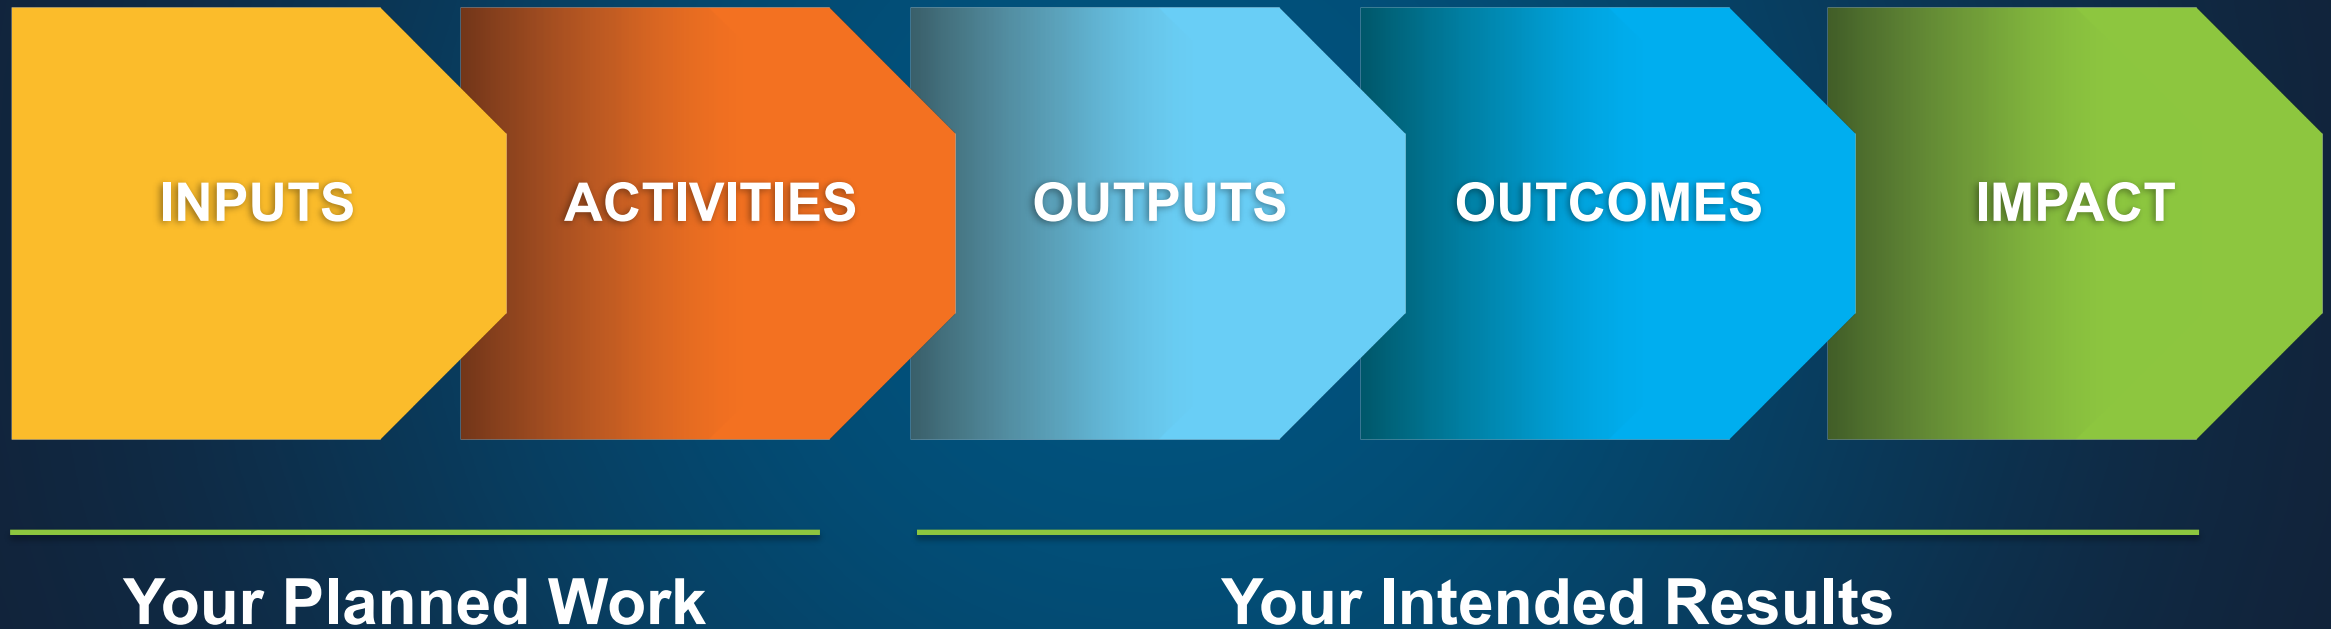 INPUTS
ACTIVITIES
OUTPUTS
OUTCOMES
IMPACT
Your Planned Work
Your Intended Results